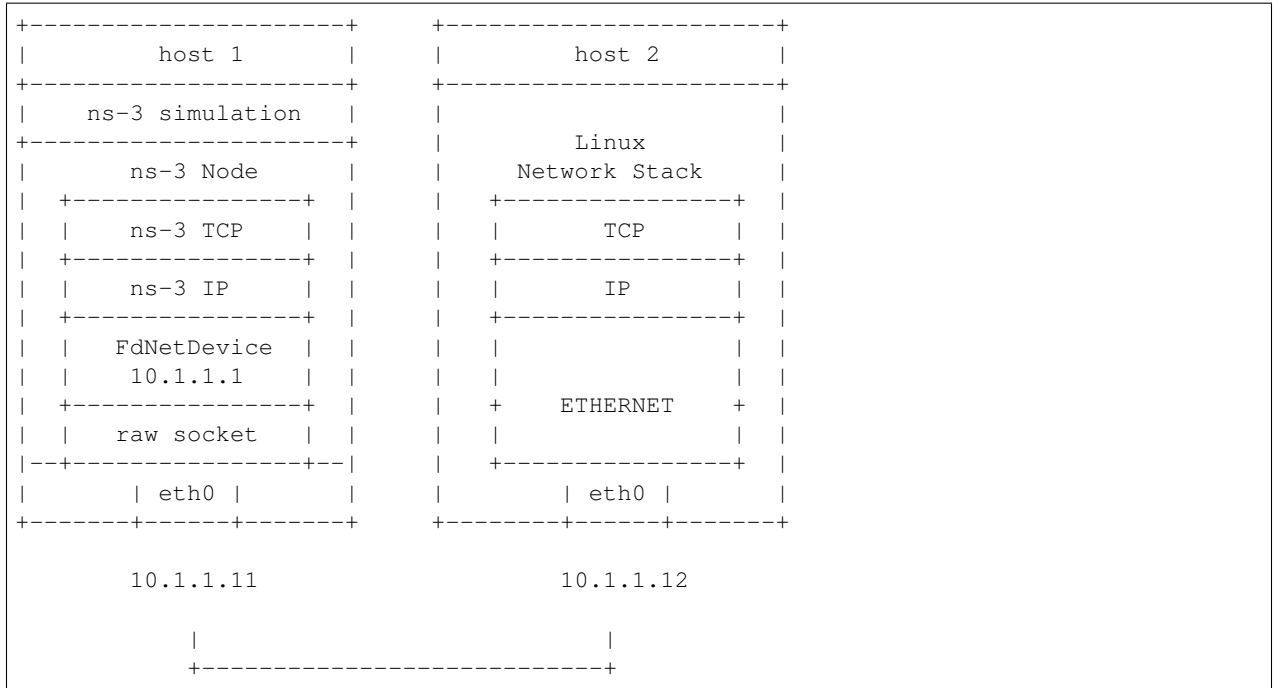 +----------------------+ +-----------------------+
| host 1 | | host 2 |
+----------------------+ +-----------------------+
| ns-3 simulation | | |
+----------------------+ | Linux |
| ns-3 Node | | Network Stack |
| +----------------+ | | +----------------+ |
| | ns-3 TCP | | | | TCP | |
| +----------------+ | | +----------------+ |
| | ns-3 IP | | | | IP | |
| +----------------+ | | +----------------+ |
| | FdNetDevice | | | | | |
| | 10.1.1.1 | | | | | |
| +----------------+ | | + ETHERNET + |
| | raw socket | | | | | |
|--+----------------+--| | +----------------+ |
| | eth0 | | | | eth0 | |
+-------+------+-------+ +--------+------+-------+
10.1.1.11 10.1.1.12
| |
+----------------------------+